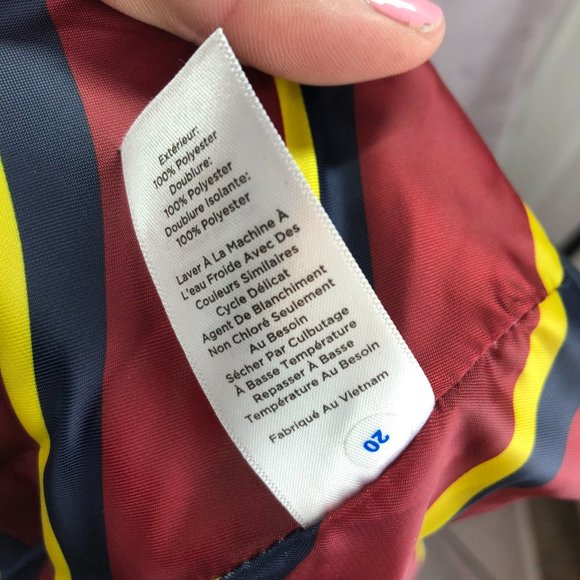 Extérieur:
100% Polyester
Doublure:
100% Polyester
Doublure Isolante:
100% Polyester
Laver À La Machine À
L'eau Froide Avec Des
Couleurs Similaires
Cycle Délicat
Agent De Blanchiment
Non Chloré Seulement
Au Besoin
Sécher Par Culbutage
À Basse Température
Repasser À Basse
Température Au Besoin
Fabriqué Au Vietnam
20